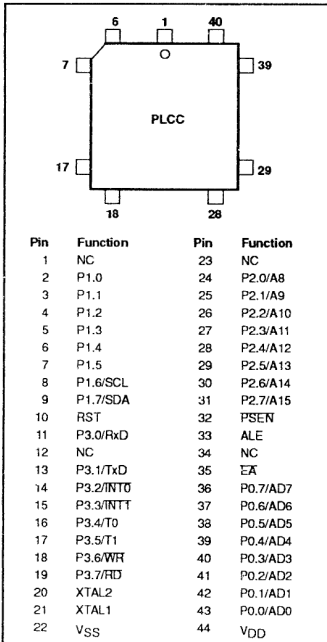 6 1 40
7 39
PLCC
17 29
18 28
Pin Function Pin Function
1 NC 23 NC
2 P1.0 24 P2.0/A8
3 P1.1 25 P2.1/A9
4 P1.2 26 P2.2/A10
5 P1.3 27 P2.3/A11
6 P1.4 28 P2.4/A12
7 P1.5 29 P2.5/A13
8 P1.6/SCL 30 P2.6/A14
9 P1.7/SDA 31 P2.7/A15
10 RST 32 P̅S̅E̅N̅
11 P3.0/RxD 33 ALE
12 NC 34 NC
13 P3.1/TxD 35 E̅A̅
14 P3.2/I̅N̅T̅0̅ 36 P0.7/AD7
15 P3.3/I̅N̅T̅1̅ 37 P0.6/AD6
16 P3.4/T0 38 P0.5/AD5
17 P3.5/T1 39 P0.4/AD4
18 P3.6/W̅R̅ 40 P0.3/AD3
19 P3.7/R̅D̅ 41 P0.2/AD2
20 XTAL2 42 P0.1/AD1
21 XTAL1 43 P0.0/AD0
22 VSS 44 VDD